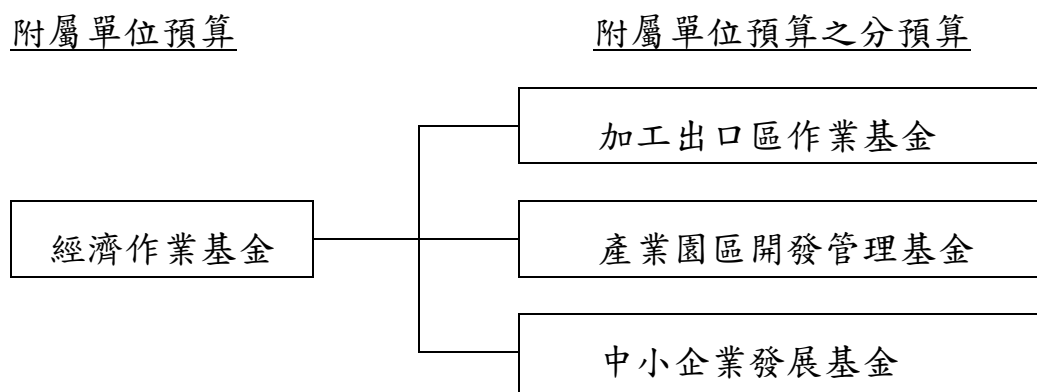 附屬單位預算
附屬單位預算之分預算
加工出口區作業基金
經濟作業基金
產業園區開發管理基金
中小企業發展基金